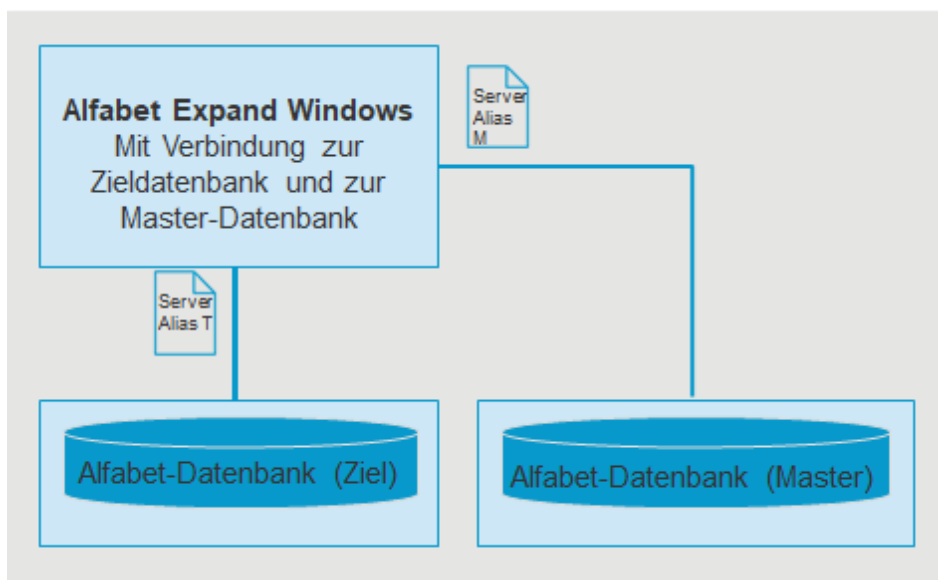 Alfabet Expand Windows
Mit Verbindung zur
Zieldatenbank und zur
Master-Datenbank
Server
Alias
M
Server
Alias T
Alfabet-Datenbank (Ziel)
Alfabet-Datenbank (Master)